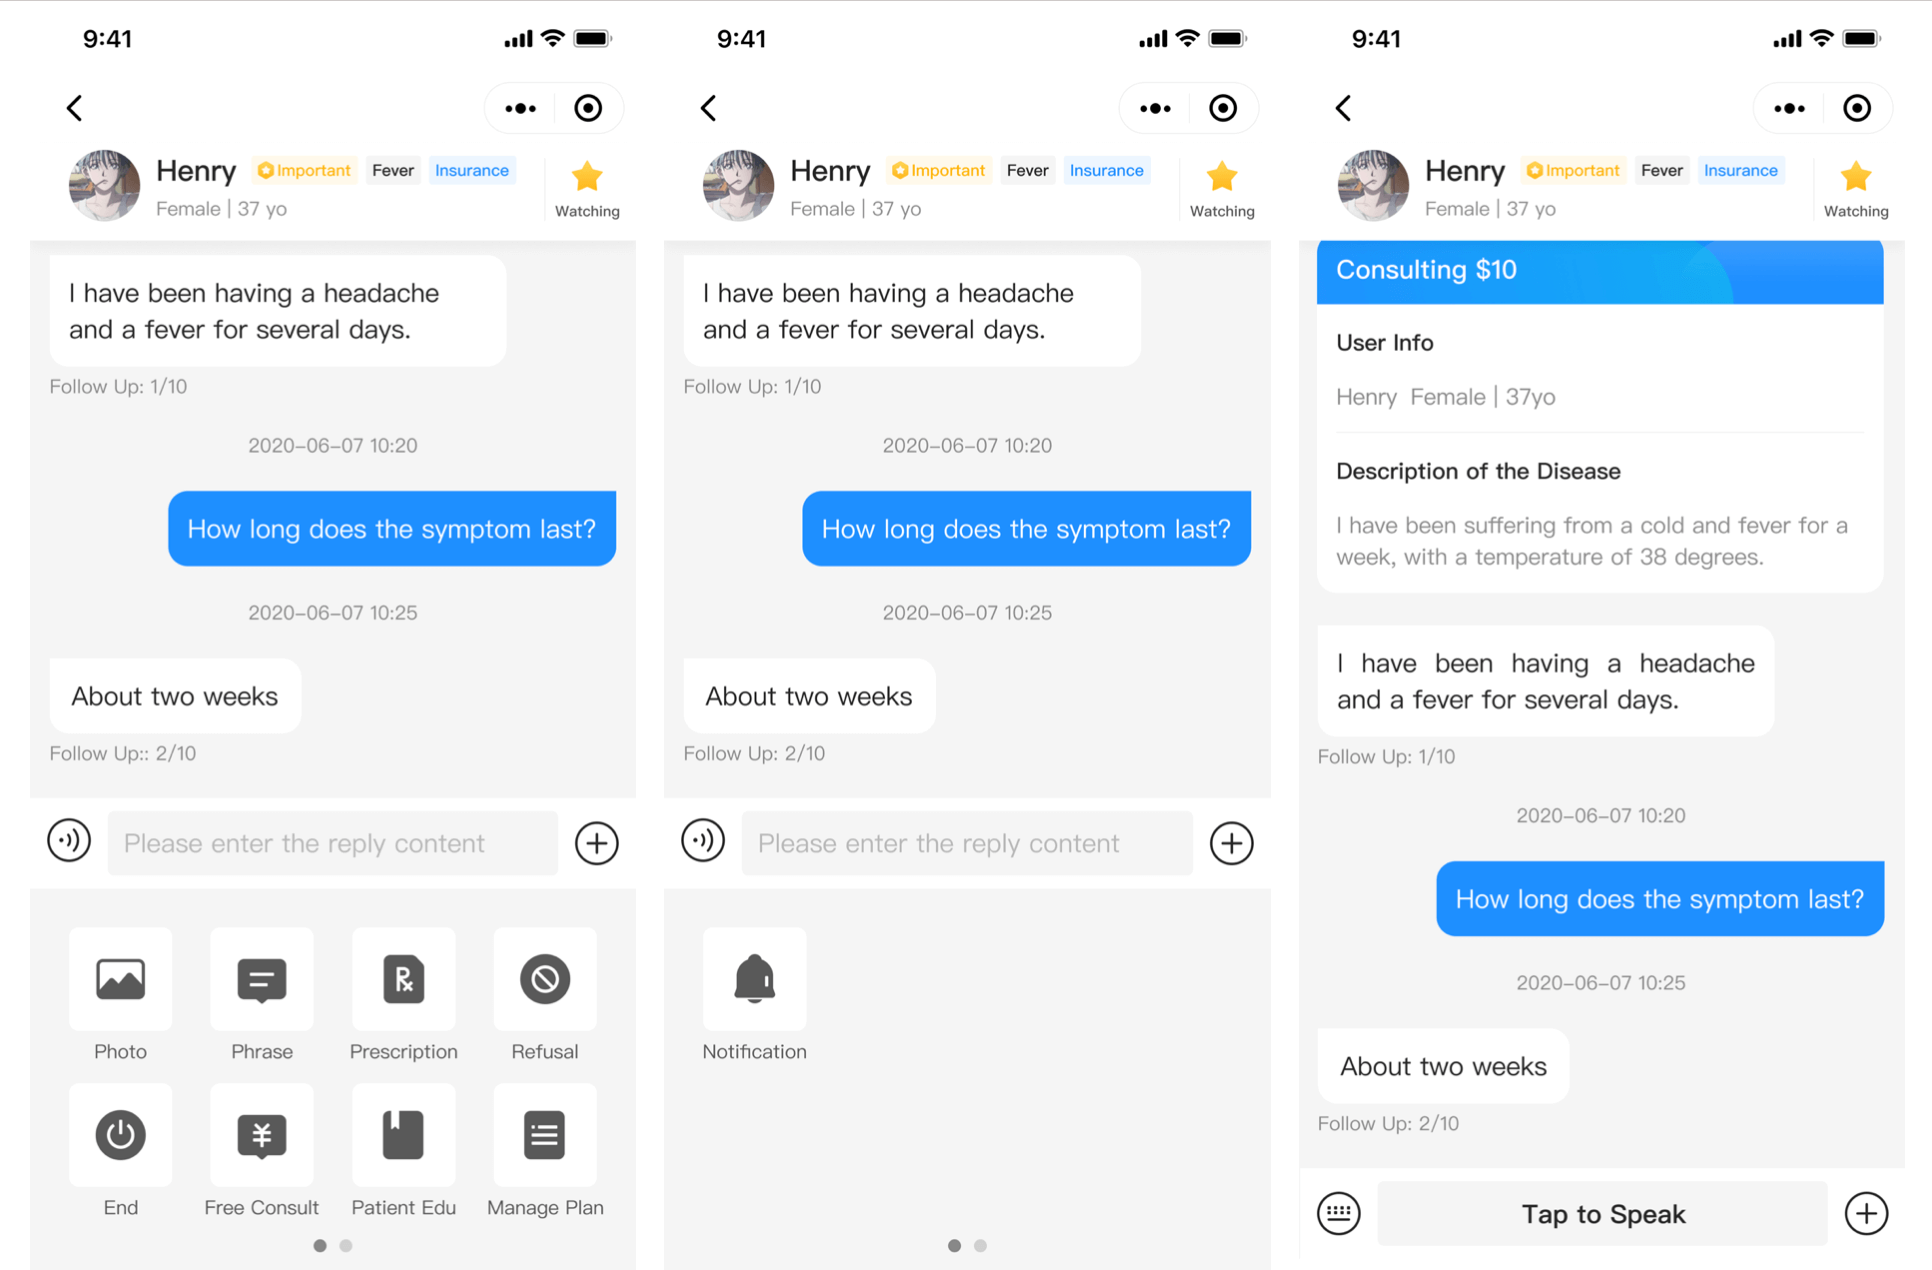 9:41
Henry
Important
Fever
Insurance
Female | 37 yo
Watching
I have been having a headache
and a fever for several days.
Follow Up: 1/10
2020-06-07 10:20
How long does the symptom last?
2020-06-07 10:25
About two weeks
Follow Up:: 2/10
Please enter the reply content
Photo
Phrase
Prescription
Refusal
End
Free Consult
Patient Edu
Manage Plan
9:41
Henry
Important
Fever
Insurance
Female | 37 yo
Watching
I have been having a headache
and a fever for several days.
Follow Up: 1/10
2020-06-07 10:20
How long does the symptom last?
2020-06-07 10:25
About two weeks
Follow Up: 2/10
Please enter the reply content
Notification
9:41
Henry
Important
Fever
Insurance
Female | 37 yo
Watching
Consulting $10
User Info
Henry Female | 37yo
Description of the Disease
I have been suffering from a cold and fever for a
week, with a temperature of 38 degrees.
I have been having a headache
and a fever for several days.
Follow Up: 1/10
2020-06-07 10:20
How long does the symptom last?
2020-06-07 10:25
About two weeks
Follow Up: 2/10
Tap to Speak